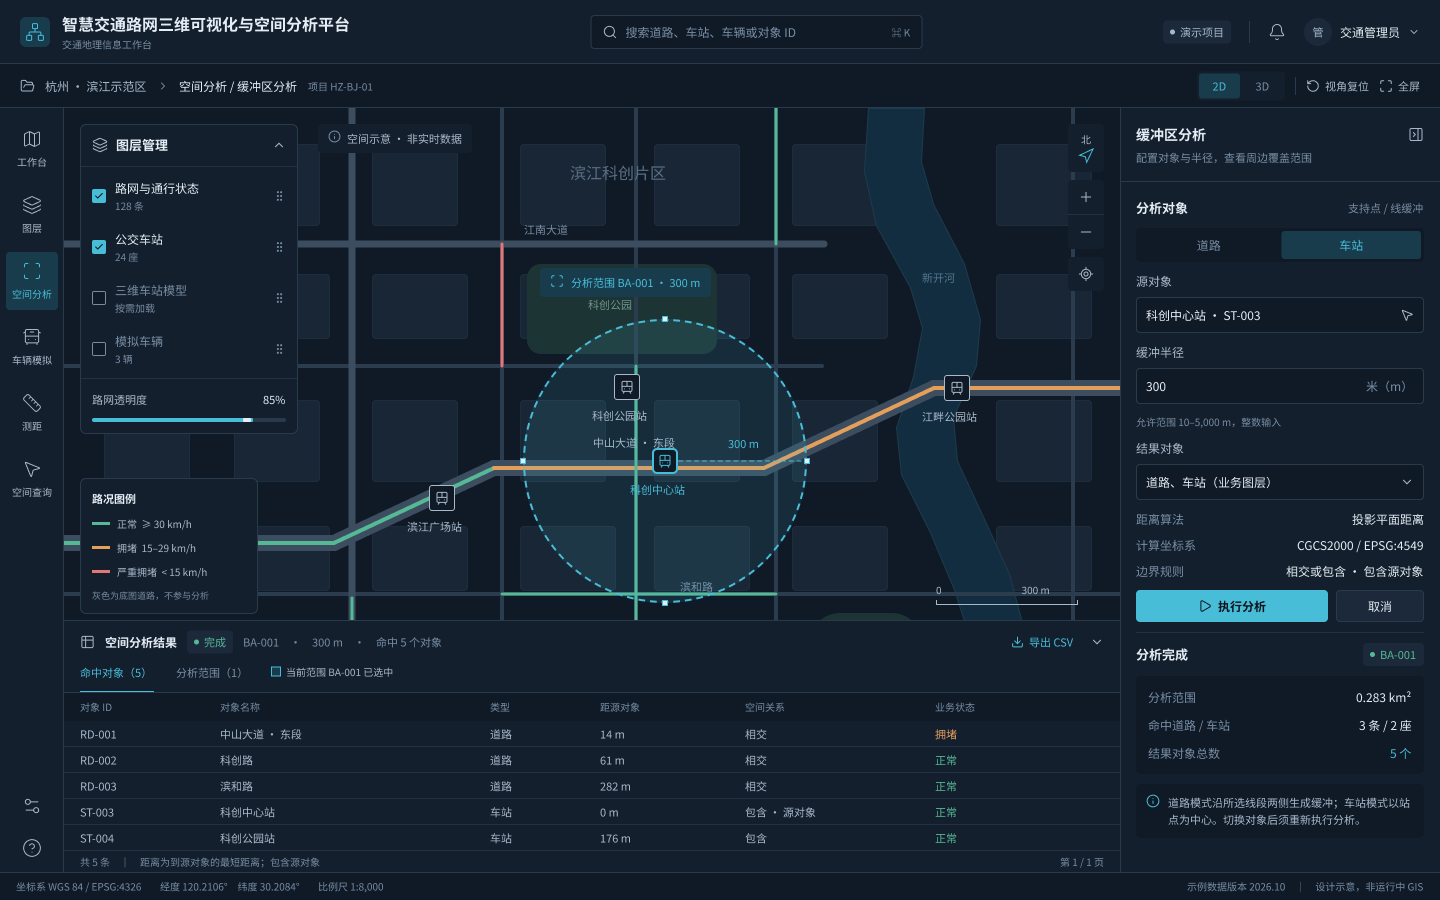 智慧交通路网三维可视化与空间分析平台
交通地理信息工作台
搜索道路、车站、车辆或对象 ID
⌘ K
演示项目
管
交通管理员
杭州 · 滨江示范区
空间分析 / 缓冲区分析
项目 HZ-BJ-01
2D
3D
视角复位
全屏
工作台
图层
空间分析
车辆模拟
测距
空间查询
图层管理
路网与通行状态
128 条
公交车站
24 座
三维车站模型
按需加载
模拟车辆
3 辆
路网透明度
85%
路况图例
正常 ≥ 30 km/h
拥堵 15–29 km/h
严重拥堵 < 15 km/h
灰色为底图道路，不参与分析
空间示意 · 非实时数据
滨江科创片区
江南大道
分析范围 BA-001 · 300 m
科创公园
新开河
北
科创公园站
中山大道 · 东段
300 m
科创中心站
江畔公园站
滨江广场站
滨和路
0
300 m
空间分析结果
完成
BA-001 · 300 m · 命中 5 个对象
导出 CSV
命中对象（5）
分析范围（1）
当前范围 BA-001 已选中
对象 ID 对象名称 类型 距源对象 空间关系 业务状态
RD-001 中山大道 · 东段 道路 14 m 相交 拥堵
RD-002 科创路 道路 61 m 相交 正常
RD-003 滨和路 道路 282 m 相交 正常
ST-003 科创中心站 车站 0 m 包含 · 源对象 正常
ST-004 科创公园站 车站 176 m 包含 正常
共 5 条 | 距离为到源对象的最短距离；包含源对象
第 1 / 1 页
缓冲区分析
配置对象与半径，查看周边覆盖范围
分析对象
支持点 / 线缓冲
道路
车站
源对象
科创中心站 · ST-003
缓冲半径
300
米（m）
允许范围 10–5,000 m，整数输入
结果对象
道路、车站（业务图层）
距离算法 投影平面距离
计算坐标系 CGCS2000 / EPSG:4549
边界规则 相交或包含 · 包含源对象
执行分析
取消
分析完成
BA-001
分析范围 0.283 km²
命中道路 / 车站 3 条 / 2 座
结果对象总数 5 个
道路模式沿所选线段两侧生成缓冲；车站模式以站
点为中心。切换对象后须重新执行分析。
坐标系 WGS 84 / EPSG:4326
经度 120.2106° 纬度 30.2084°
比例尺 1:8,000
示例数据版本 2026.10 | 设计示意，非运行中 GIS